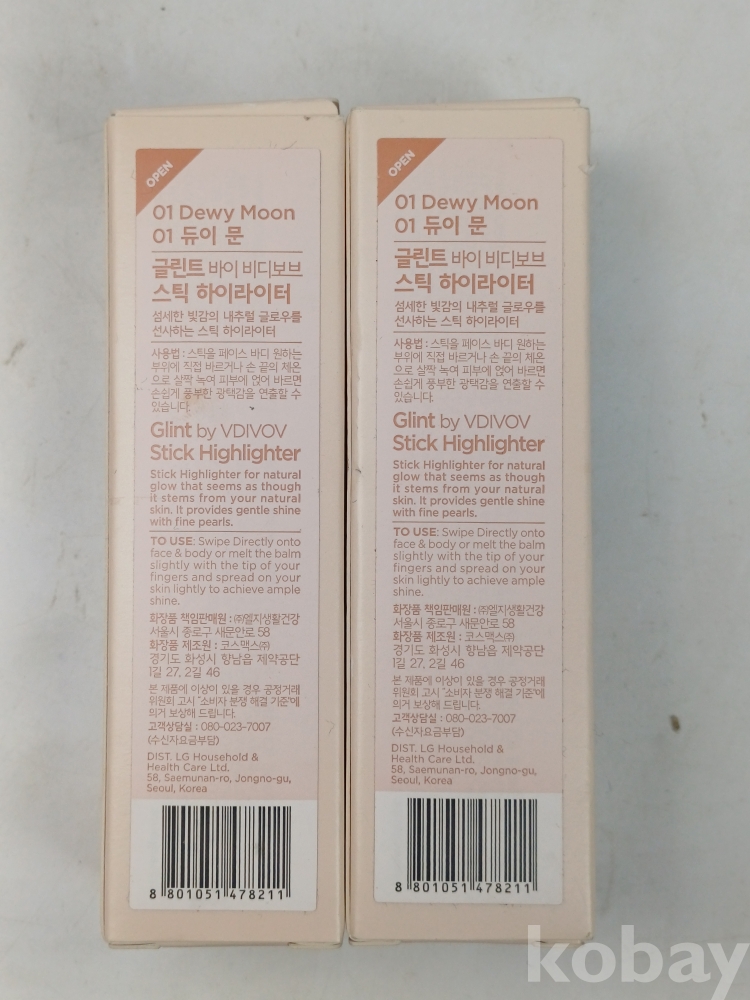 OPEN
01 Dewy Moon
01 듀이 문
글린트 바이 비디보브
스틱 하이라이터
섬세한 빛감의 내추럴 글로우를
선사하는 스틱 하이라이터
사용법 : 스틱을 페이스 바디 원하는
부위에 직접 바르거나 손 끝의 체온
으로 살짝 녹여 피부에 얹어 바르면
손쉽게 풍부한 광택감을 연출할 수
있습니다.
Glint by VDIVOV
Stick Highlighter
Stick Highlighter for natural
glow that seems as though
it stems from your natural
skin. It provides gentle shine
with fine pearls.
TO USE: Swipe Directly onto
face & body or melt the balm
slightly with the tip of your
fingers and spread on your
skin lightly to achieve ample
shine.
화장품 책임판매원 : ㈜엘지생활건강
서울시 종로구 새문안로 58
화장품 제조원 : 코스맥스㈜
경기도 화성시 향남읍 제약공단
1길 27, 2길 46
본 제품에 이상이 있을 경우 공정거래
위원회 고시 "소비자 분쟁 해결 기준"에
의거 보상해 드립니다.
고객상담실 : 080-023-7007
(수신자요금부담)
DIST. LG Household &
Health Care Ltd.
58, Saemunan-ro, Jongno-gu,
Seoul, Korea
8 801051 478211
OPEN
01 Dewy Moon
01 듀이 문
글린트 바이 비디보브
스틱 하이라이터
섬세한 빛감의 내추럴 글로우를
선사하는 스틱 하이라이터
사용법 : 스틱을 페이스 바디 원하는
부위에 직접 바르거나 손 끝의 체온
으로 살짝 녹여 피부에 얹어 바르면
손쉽게 풍부한 광택감을 연출할 수
있습니다.
Glint by VDIVOV
Stick Highlighter
Stick Highlighter for natural
glow that seems as though
it stems from your natural
skin. It provides gentle shine
with fine pearls.
TO USE: Swipe Directly onto
face & body or melt the balm
slightly with the tip of your
fingers and spread on your
skin lightly to achieve ample
shine.
화장품 책임판매원 : ㈜엘지생활건강
서울시 종로구 새문안로 58
화장품 제조원 : 코스맥스㈜
경기도 화성시 향남읍 제약공단
1길 27, 2길 46
본 제품에 이상이 있을 경우 공정거래
위원회 고시 "소비자 분쟁 해결 기준"에
의거 보상해 드립니다.
고객상담실 : 080-023-7007
(수신자요금부담)
DIST. LG Household &
Health Care Ltd.
58, Saemunan-ro, Jongno-gu,
Seoul, Korea
8 801051 478211
kobay